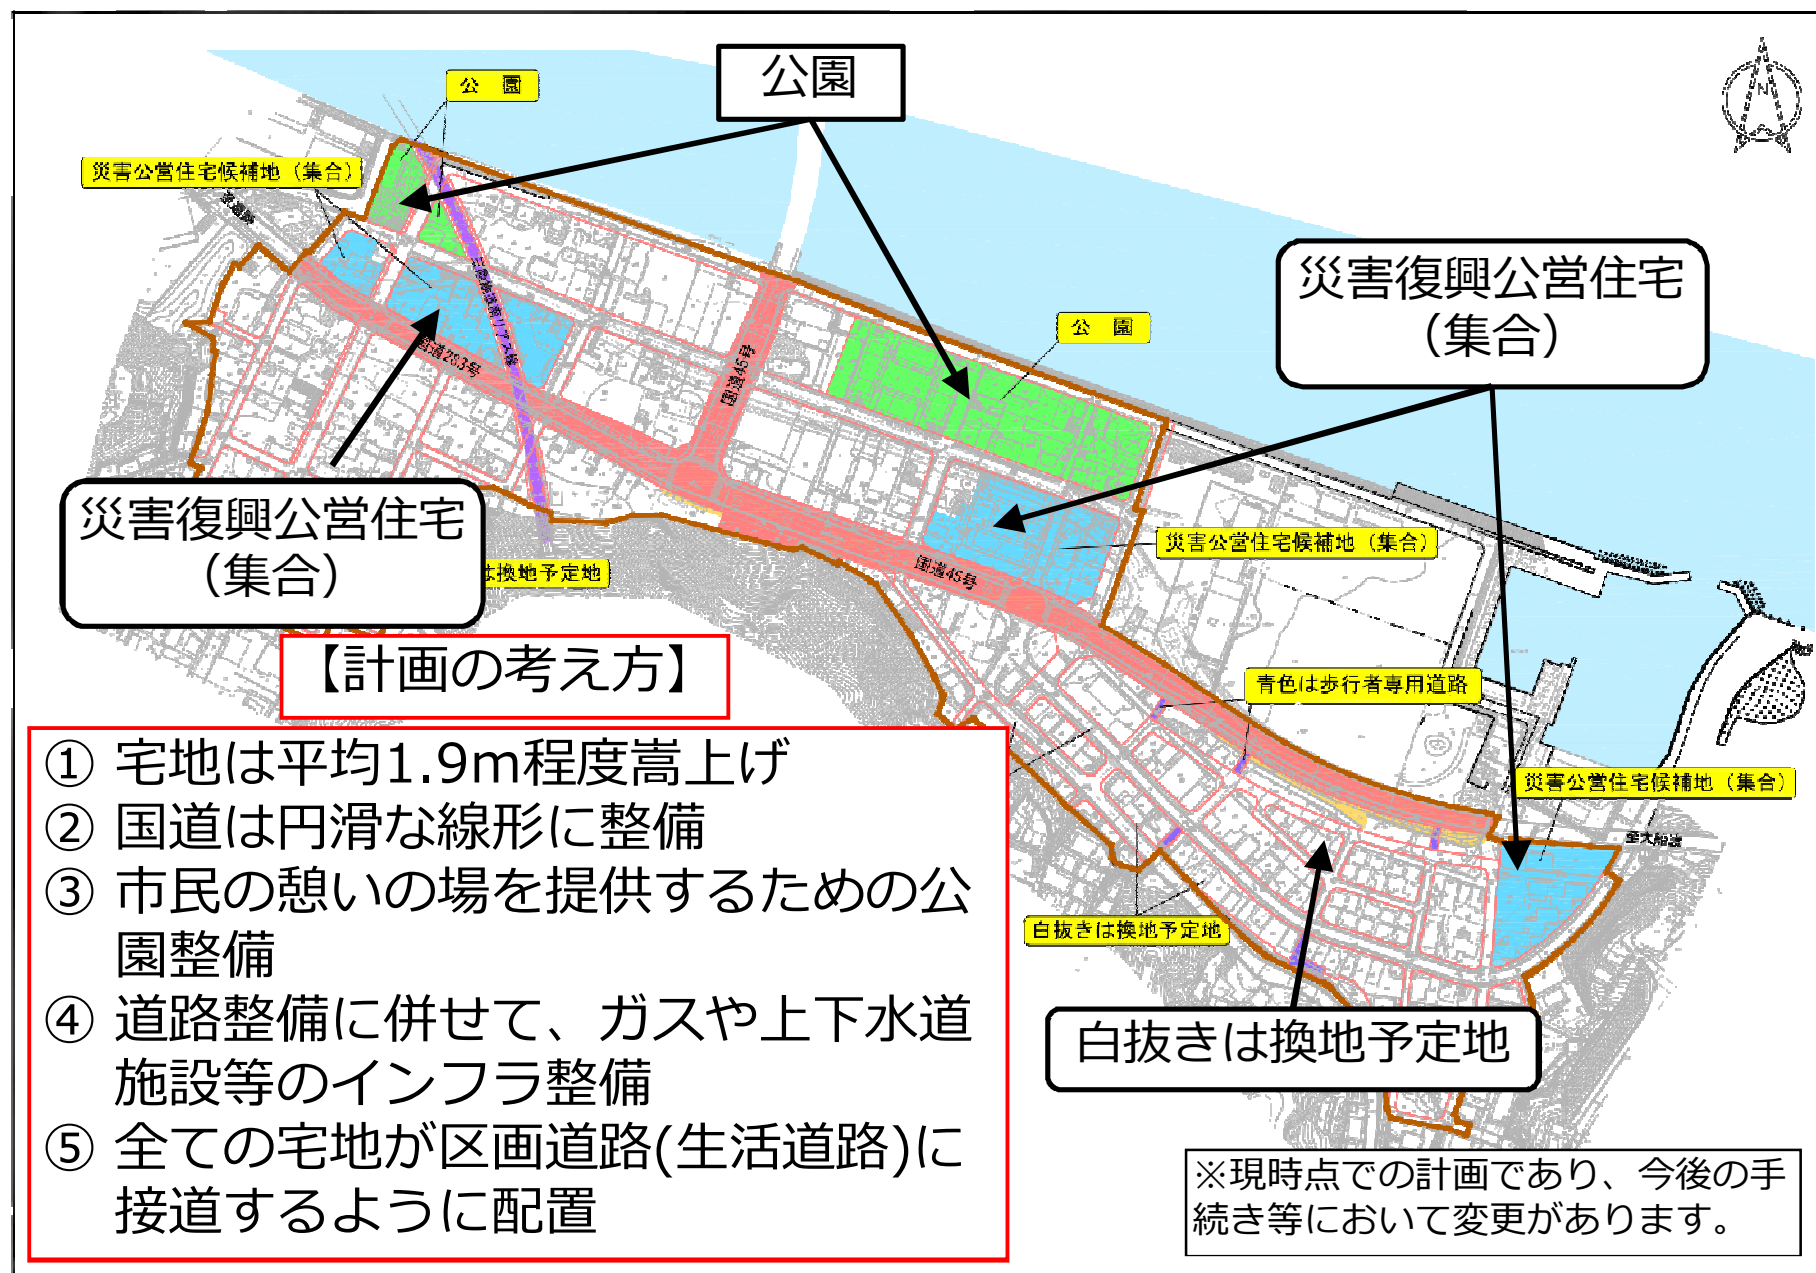 公園
公　園
災害公営住宅候補地（集合）
災害復興公営住宅
（集合）
公　園
国道283号
国道45号
災害復興公営住宅
（集合）
は換地予定地
災害公営住宅候補地（集合）
国道45号
【計画の考え方】
青色は歩行者専用道路
① 宅地は平均1.9m程度嵩上げ
② 国道は円滑な線形に整備
③ 市民の憩いの場を提供するための公
園整備
④ 道路整備に併せて、ガスや上下水道
施設等のインフラ整備
⑤ 全ての宅地が区画道路(生活道路)に
接道するように配置
災害公営住宅候補地（集合）
至大船渡
白抜きは換地予定地
白抜きは換地予定地
※現時点での計画であり、今後の手
続き等において変更があります。
N